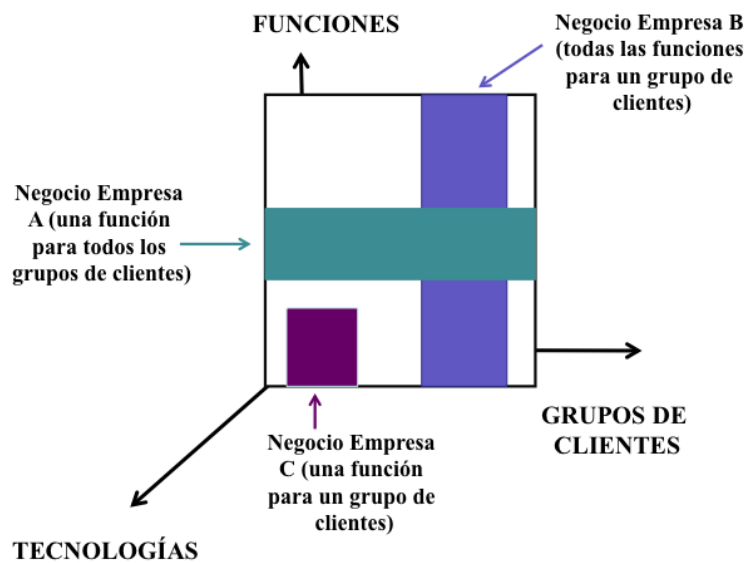 FUNCIONES
Negocio Empresa B
(todas las funciones
para un grupo de
clientes)
Negocio Empresa
A (una función
para todos los
grupos de clientes)
GRUPOS DE
CLIENTES
Negocio Empresa
C (una función
para un grupo de
clientes)
TECNOLOGÍAS